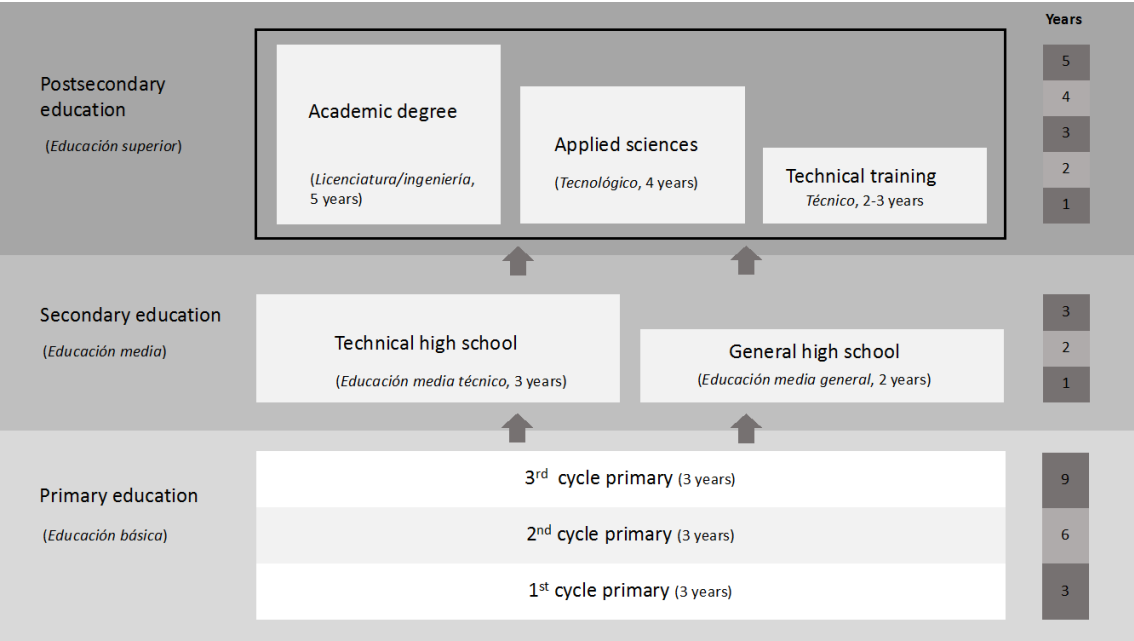 Years
Postsecondary
education
(Educación superior)
Academic degree
(Licenciatura/ingeniería,
5 years)
Applied sciences
(Tecnológico, 4 years)
Technical training
Técnico, 2-3 years
5
4
3
2
1
Secondary education
(Educación media)
Technical high school
(Educación media técnico, 3 years)
General high school
(Educación media general, 2 years)
3
2
1
Primary education
(Educación básica)
3rd cycle primary (3 years)
2nd cycle primary (3 years)
1st cycle primary (3 years)
9
6
3